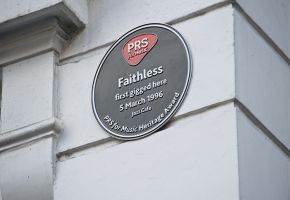 PRS
for Music
Faithless
first gigged here
5 March 1996
Jazz Cafe
PRS for Music Heritage Award